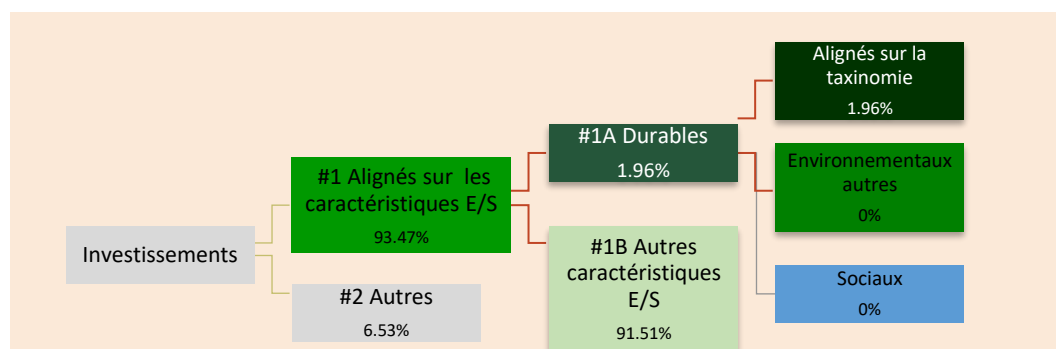 Investissements
#1 Alignés sur les
caractéristiques E/S
93.47%
#2 Autres
6.53%
#1A Durables
1.96%
#1B Autres
caractéristiques
E/S
91.51%
Alignés sur la
taxinomie
1.96%
Environnementaux
autres
0%
Sociaux
0%